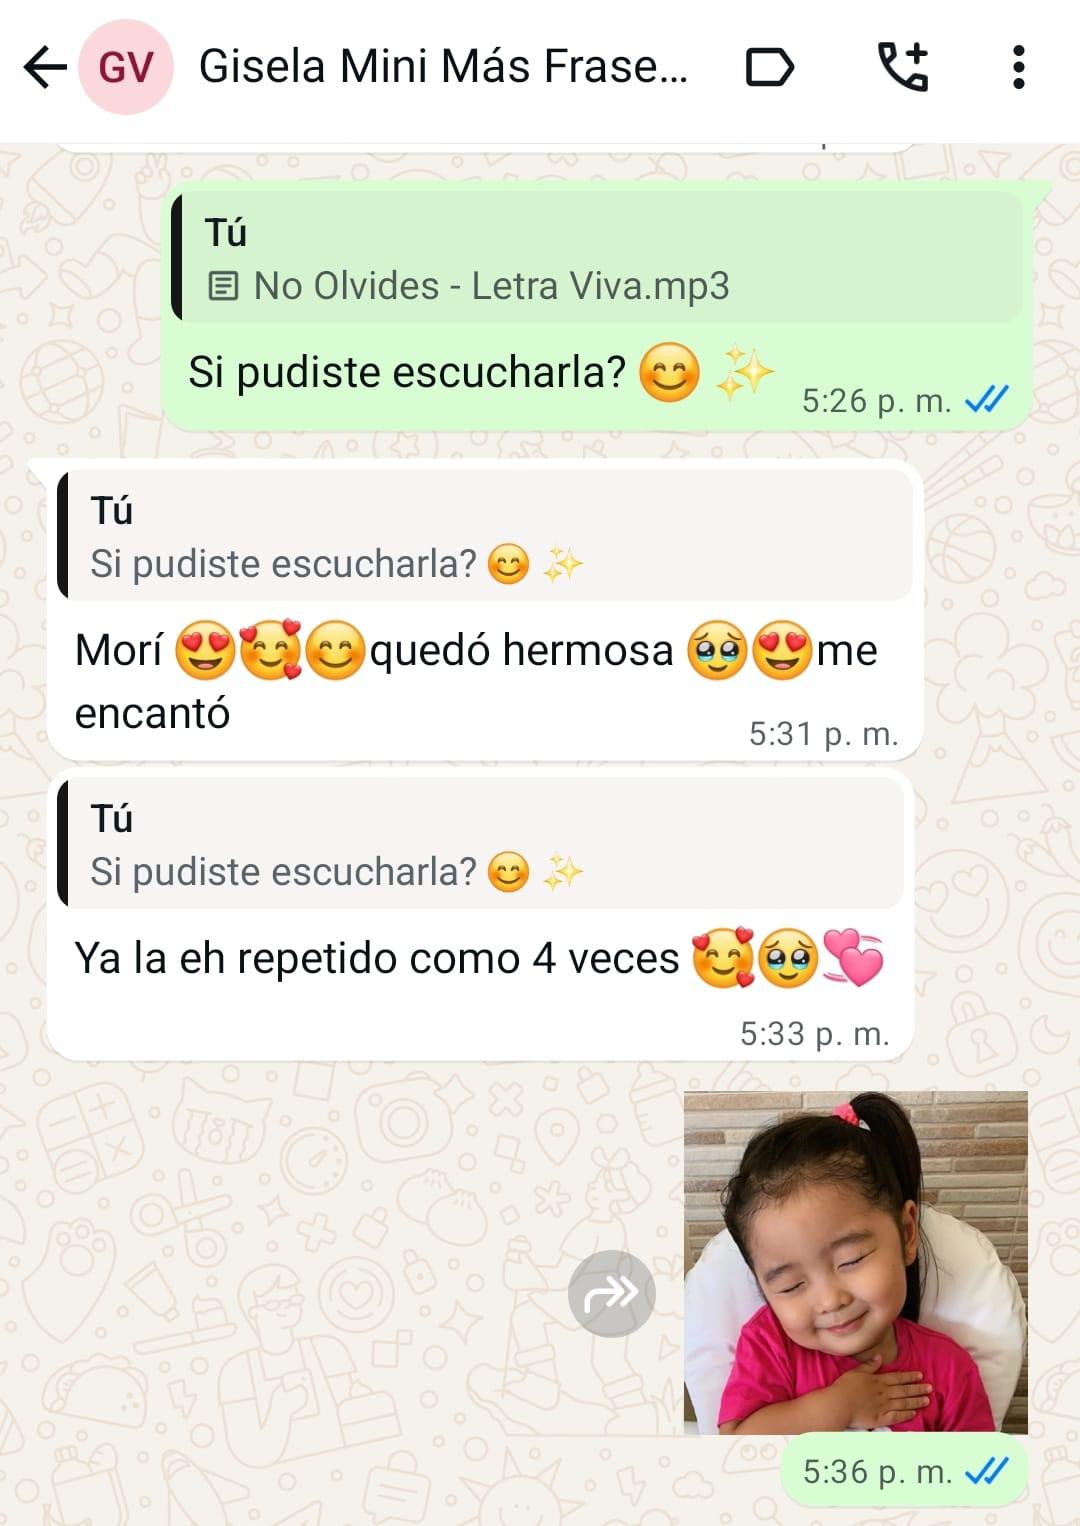 GV Gisela Mini Más Frase...
Tú
No Olvides - Letra Viva.mp3
Si pudiste escucharla? 😊 ✨
5:26 p. m.
Tú
Si pudiste escucharla? 😊 ✨
Morí 😍🥰😊quedó hermosa 🥹😍me
encantó
5:31 p. m.
Tú
Si pudiste escucharla? 😊 ✨
Ya la eh repetido como 4 veces 🥰🥹💞
5:33 p. m.
5:36 p. m.